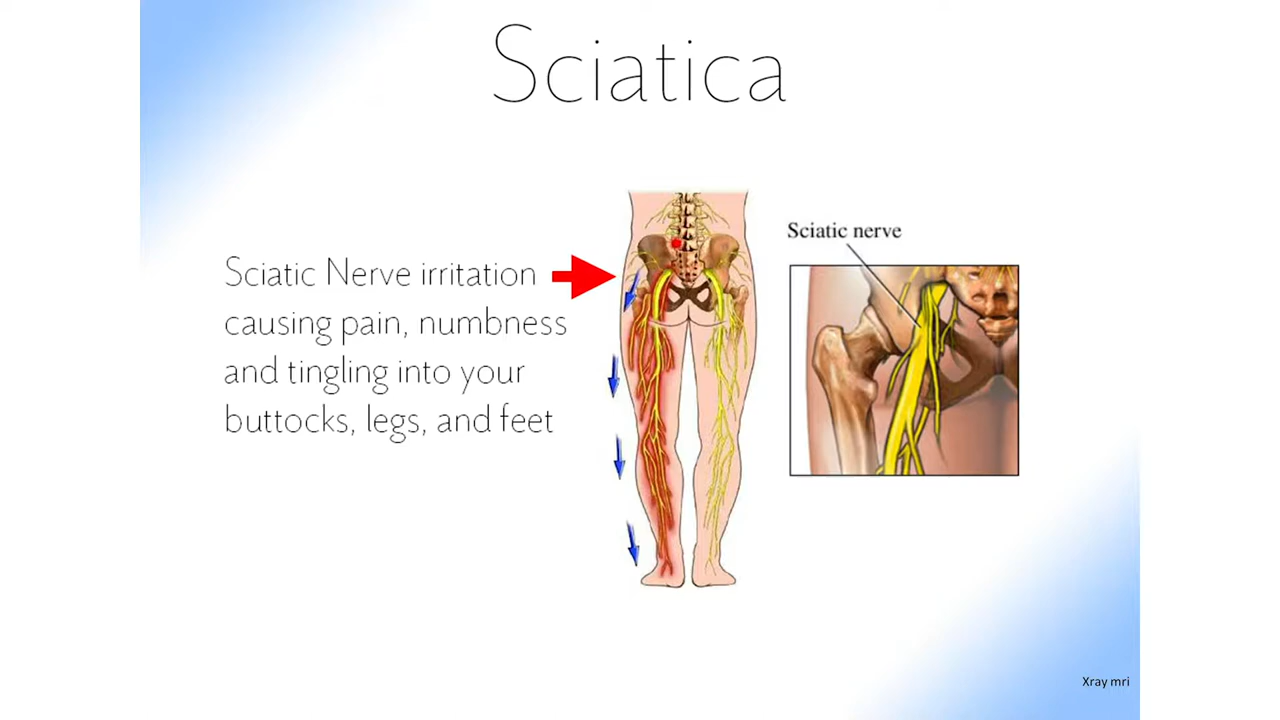 Sciatica
Sciatic nerve
Sciatic Nerve irritation
causing pain, numbness
and tingling into your
buttocks, legs, and feet
Xray mri